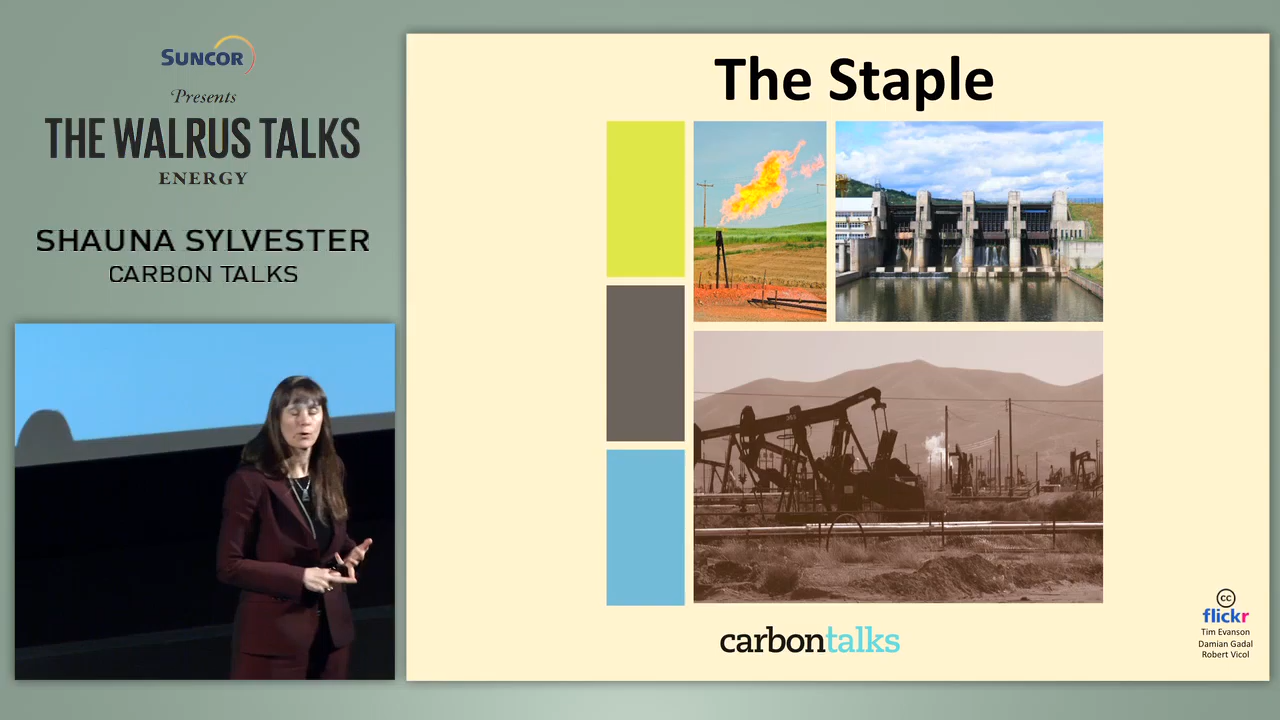 SUNCOR
Presents
THE WALRUS TALKS
ENERGY
SHAUNA SYLVESTER
CARBON TALKS
The Staple
carbontalks
cc
flickr
Tim Evanson
Damian Gadal
Robert Vicol